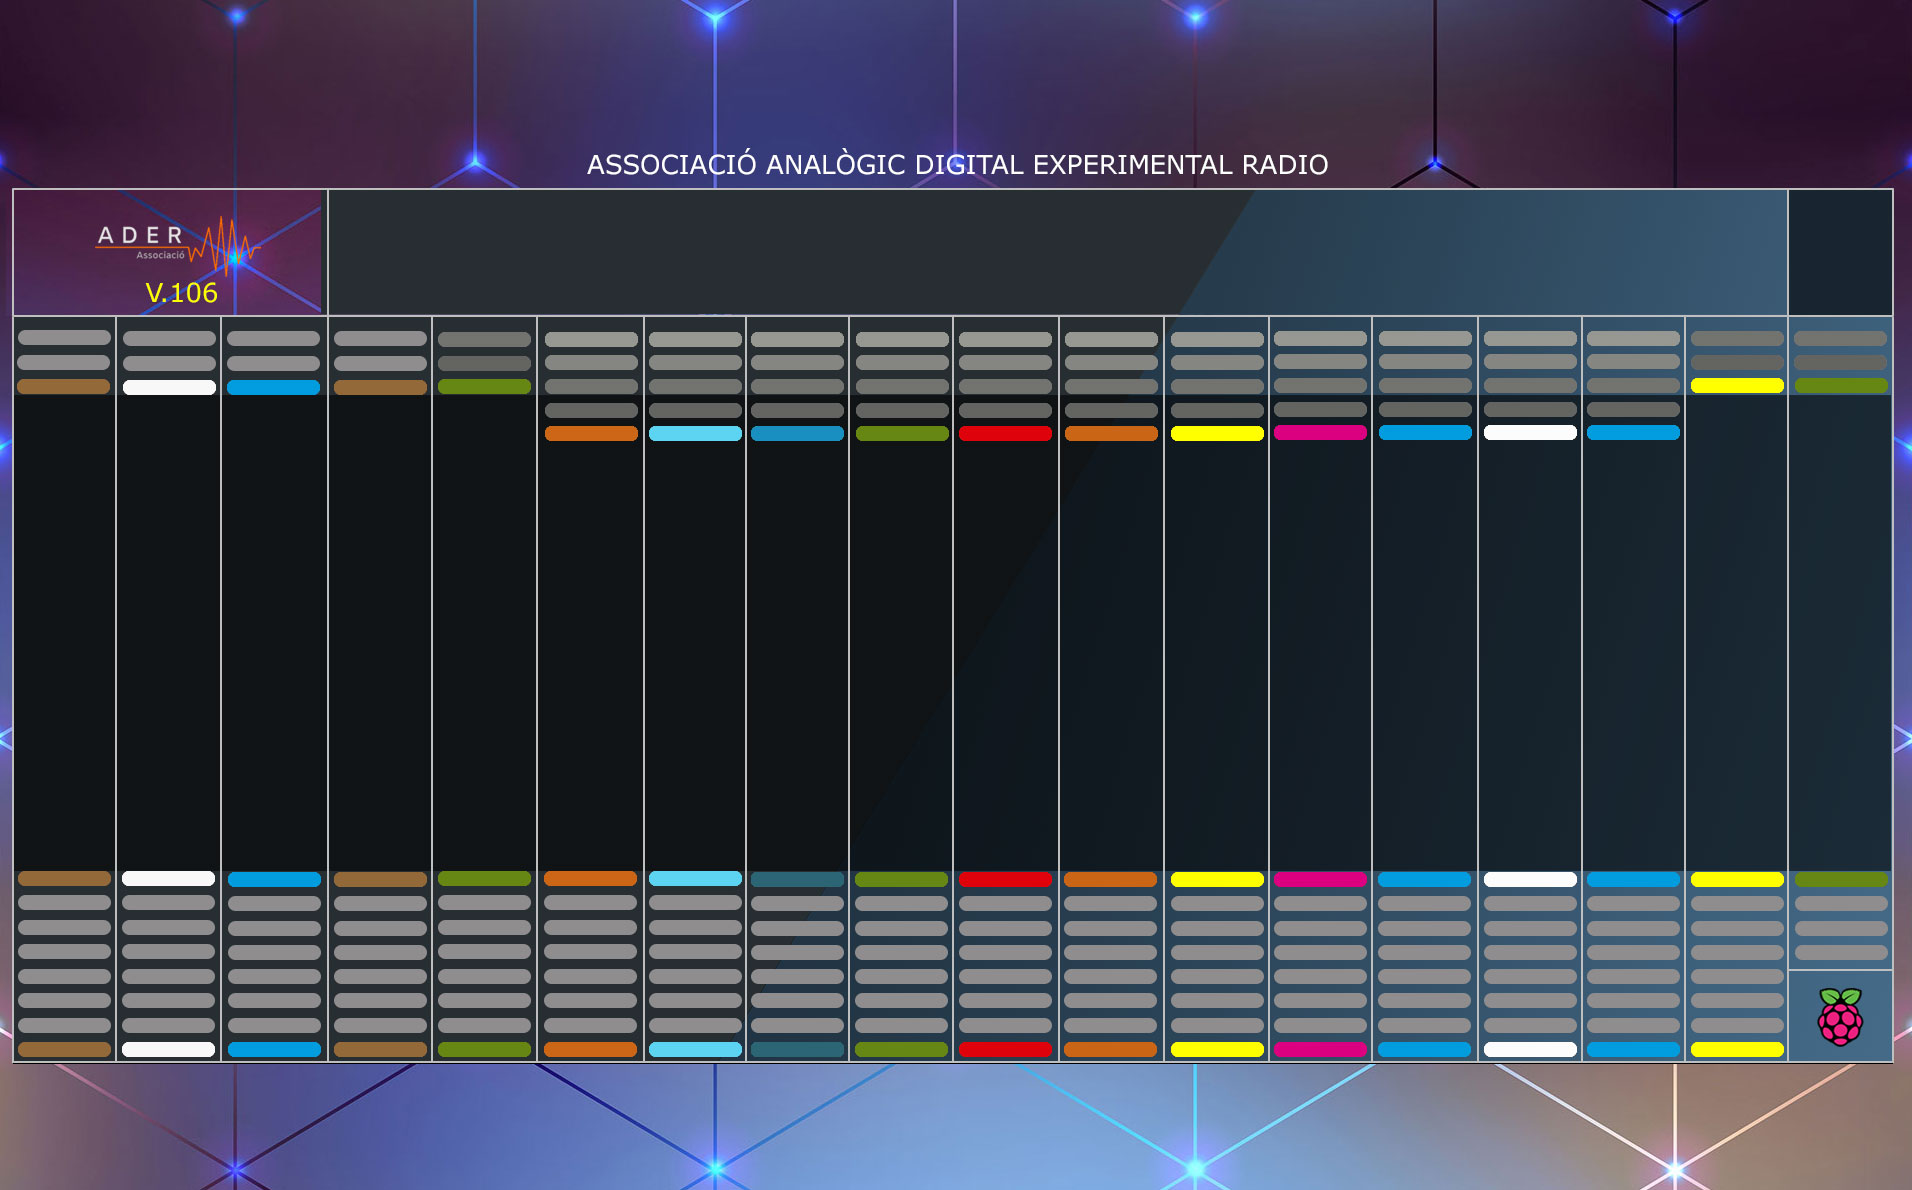 ASSOCIACIÓ ANALÒGIC DIGITAL EXPERIMENTAL RADIO
ADER
Associació
V.106